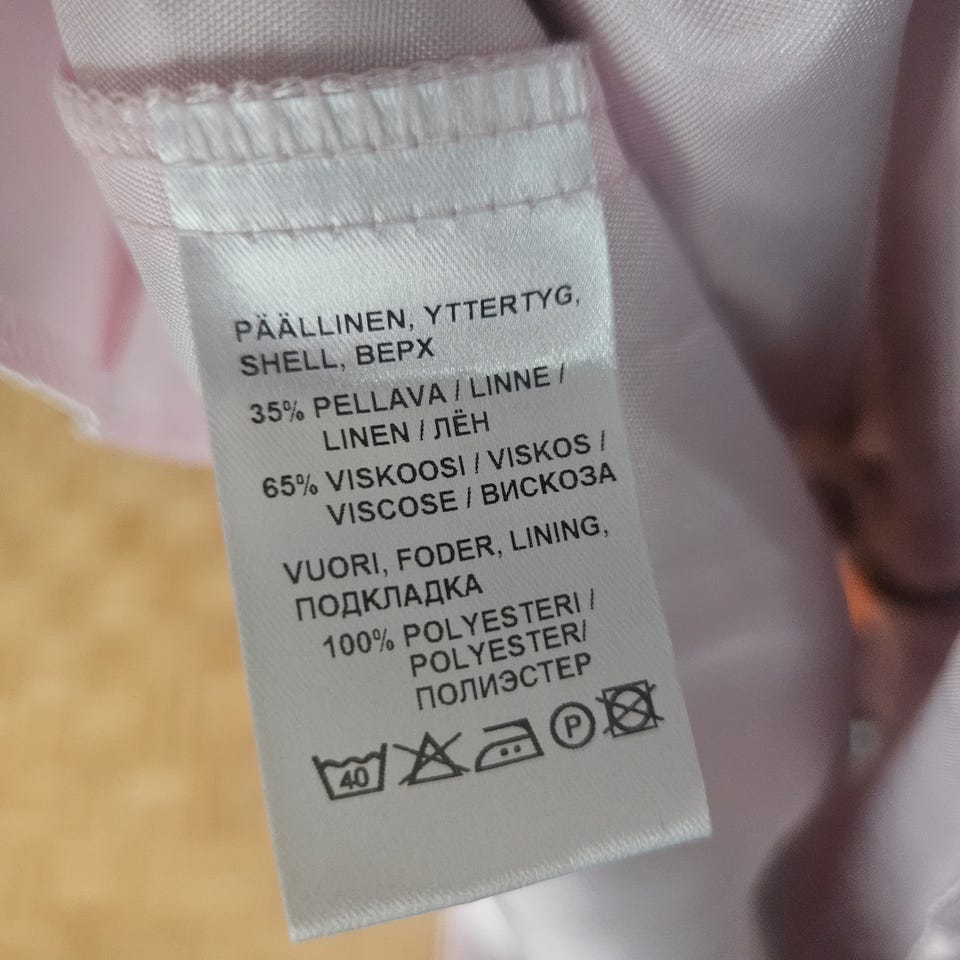 PÄÄLLINEN, YTTERTYG,
SHELL, ВЕРХ
35% PELLAVA / LINNE /
LINEN / ЛЁН
65% VISKOOSI / VISKOS /
VISCOSE / ВИСКОЗА
VUORI, FODER, LINING,
ПОДКЛАДКА
100% POLYESTERI /
POLYESTER/
ПОЛИЭСТЕР
40 P